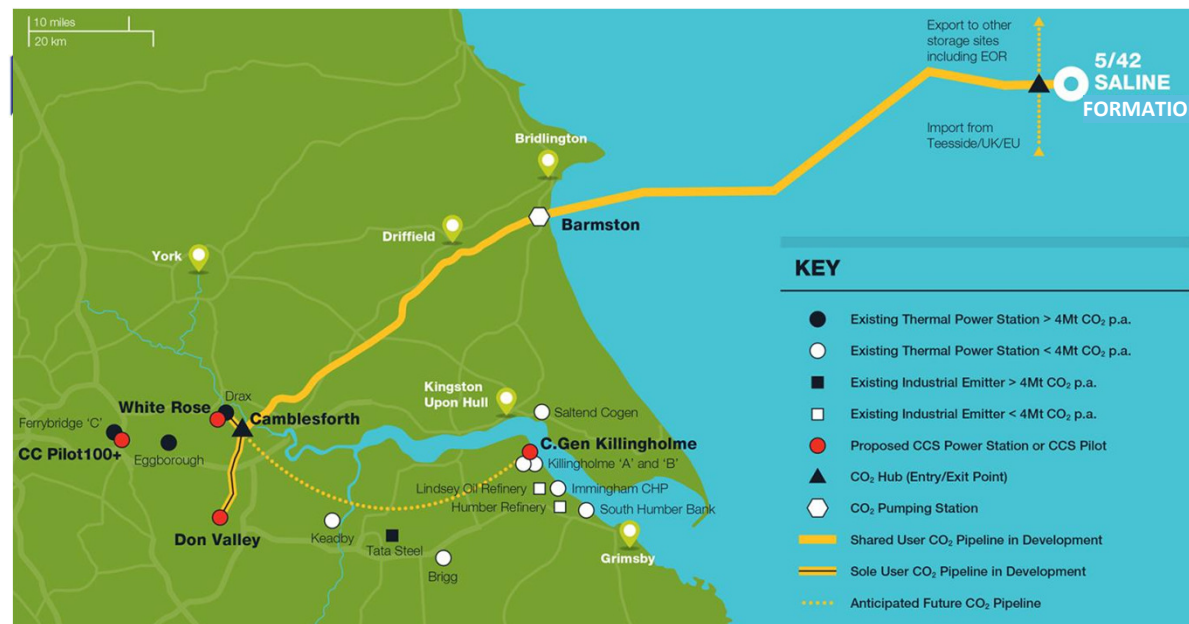 10 miles
20 km
Export to other
storage sites
including EOR
5/42
SALINE
FORMATIO
Import from
Teesside/UK/EU
Bridlington
Barmston
Driffield
York
Kingston
Upon Hull
Saltend Cogen
Drax
White Rose
Camblesforth
Ferrybridge ‘C’
CC Pilot100+
Eggborough
C.Gen Killingholme
Killingholme ‘A’ and ‘B’
Lindsey Oil Refinery
Immingham CHP
Humber Refinery
South Humber Bank
Don Valley
Keadby
Tata Steel
Brigg
Grimsby
KEY
Existing Thermal Power Station > 4Mt CO₂ p.a.
Existing Thermal Power Station < 4Mt CO₂ p.a.
Existing Industrial Emitter > 4Mt CO₂ p.a.
Existing Industrial Emitter < 4Mt CO₂ p.a.
Proposed CCS Power Station or CCS Pilot
CO₂ Hub (Entry/Exit Point)
CO₂ Pumping Station
Shared User CO₂ Pipeline in Development
Sole User CO₂ Pipeline in Development
Anticipated Future CO₂ Pipeline